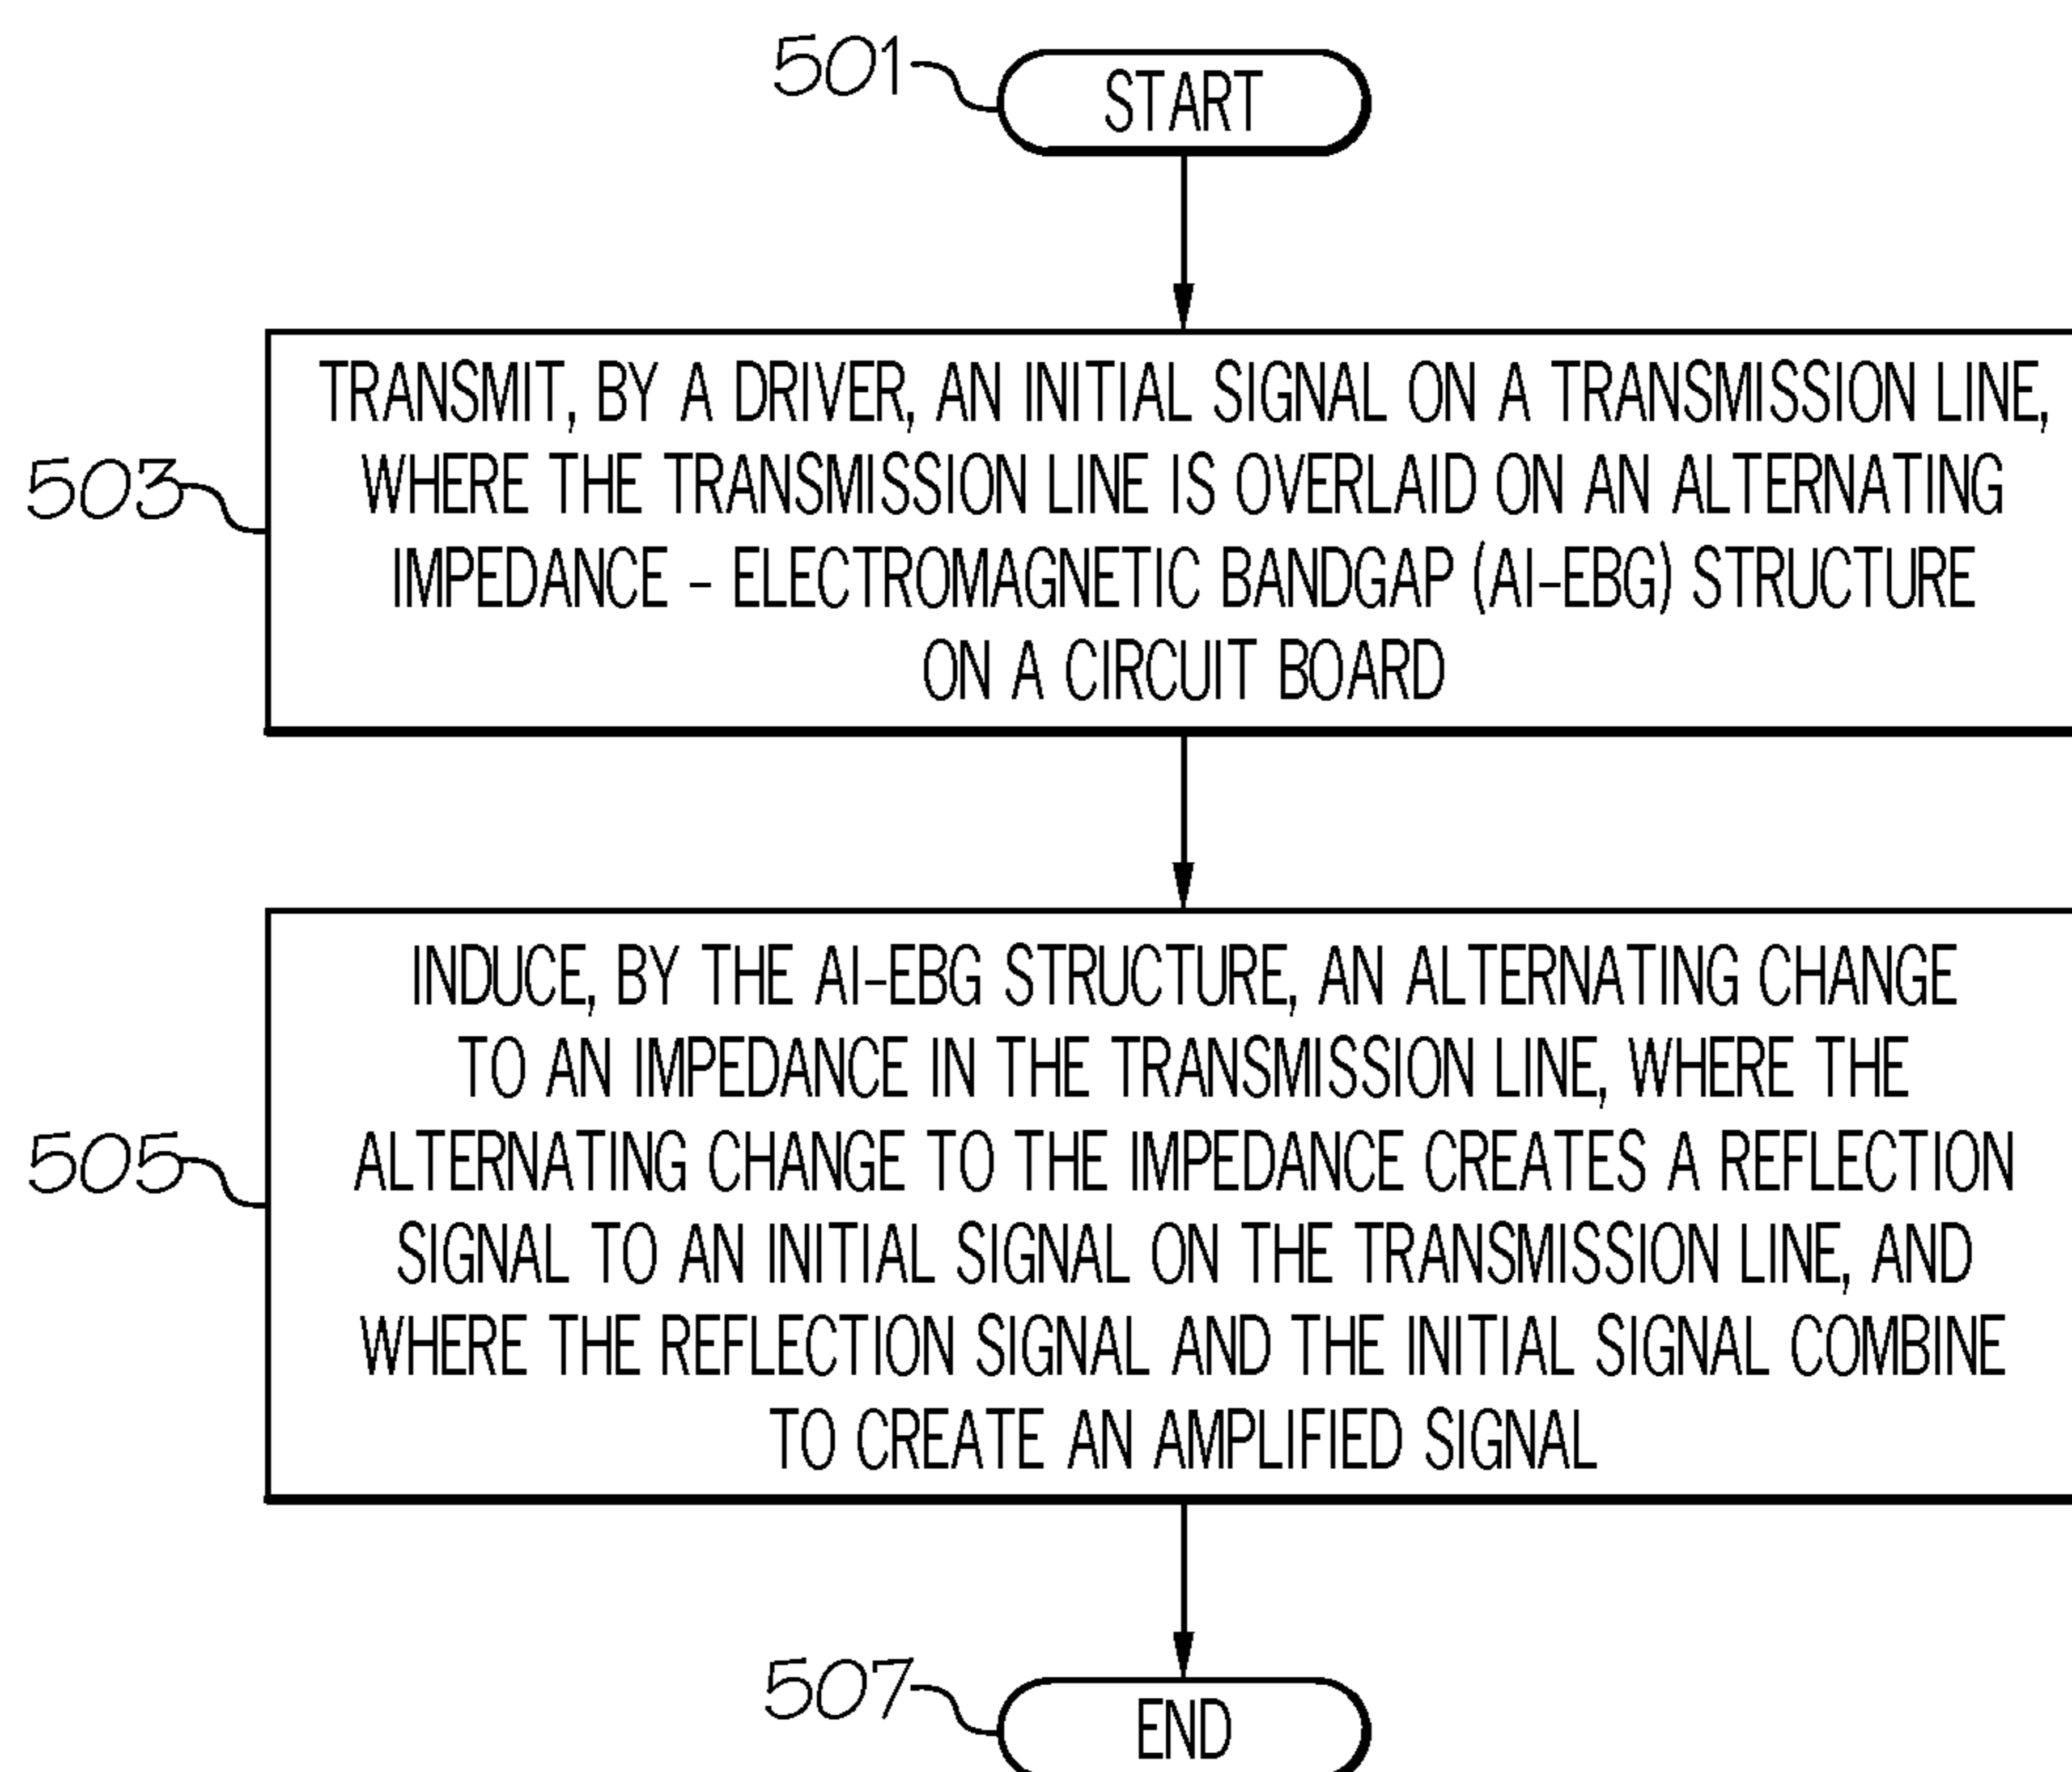 501
START
503
TRANSMIT, BY A DRIVER, AN INITIAL SIGNAL ON A TRANSMISSION LINE,
WHERE THE TRANSMISSION LINE IS OVERLAID ON AN ALTERNATING
IMPEDANCE - ELECTROMAGNETIC BANDGAP (AI-EBG) STRUCTURE
ON A CIRCUIT BOARD
505
INDUCE, BY THE AI-EBG STRUCTURE, AN ALTERNATING CHANGE
TO AN IMPEDANCE IN THE TRANSMISSION LINE, WHERE THE
ALTERNATING CHANGE TO THE IMPEDANCE CREATES A REFLECTION
SIGNAL TO AN INITIAL SIGNAL ON THE TRANSMISSION LINE, AND
WHERE THE REFLECTION SIGNAL AND THE INITIAL SIGNAL COMBINE
TO CREATE AN AMPLIFIED SIGNAL
507
END